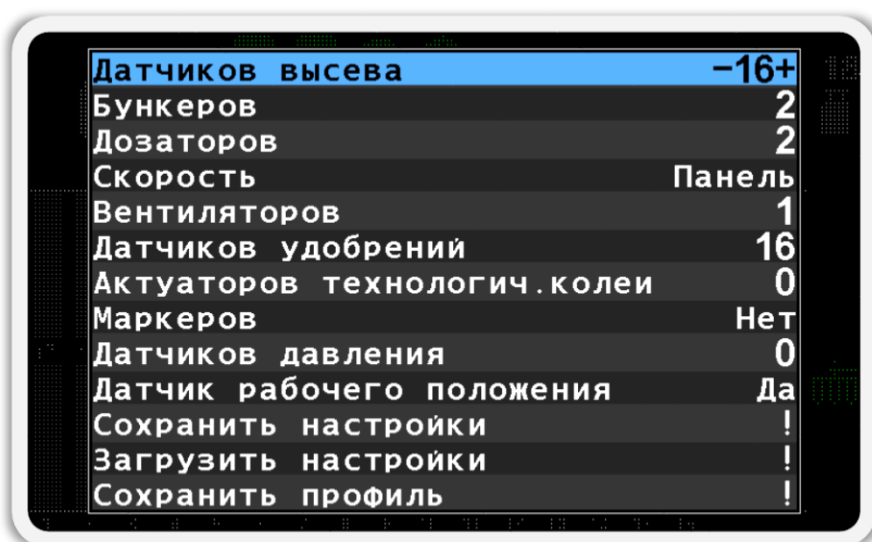 Датчиков высева −16+
Бункеров 2
Дозаторов 2
Скорость Панель
Вентиляторов 1
Датчиков удобрений 16
Актуаторов технологич.колеи 0
Маркеров Нет
Датчиков давления 0
Датчик рабочего положения Да
Сохранить настройки !
Загрузить настройки !
Сохранить профиль !